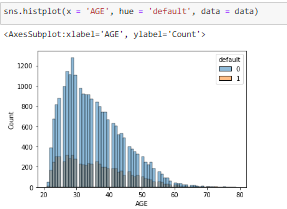 sns.histplot(x = 'AGE', hue = 'default', data = data)
<AxesSubplot:xlabel='AGE', ylabel='Count'>
default
0
1
1200
1000
800
600
400
200
0
Count
20 30 40 50 60 70 80
AGE